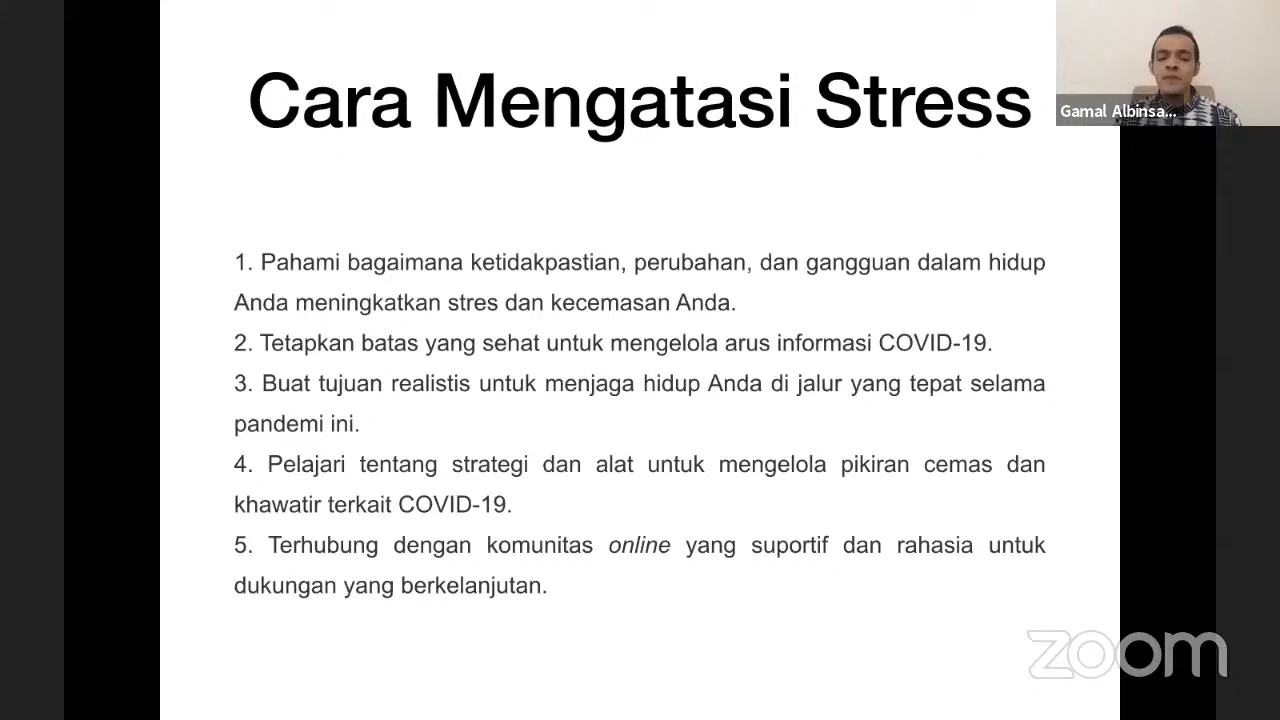 Cara Mengatasi Stress
Gamal Albinsa...
1. Pahami bagaimana ketidakpastian, perubahan, dan gangguan dalam hidup
Anda meningkatkan stres dan kecemasan Anda.
2. Tetapkan batas yang sehat untuk mengelola arus informasi COVID-19.
3. Buat tujuan realistis untuk menjaga hidup Anda di jalur yang tepat selama
pandemi ini.
4. Pelajari tentang strategi dan alat untuk mengelola pikiran cemas dan
khawatir terkait COVID-19.
5. Terhubung dengan komunitas online yang suportif dan rahasia untuk
dukungan yang berkelanjutan.
zoom